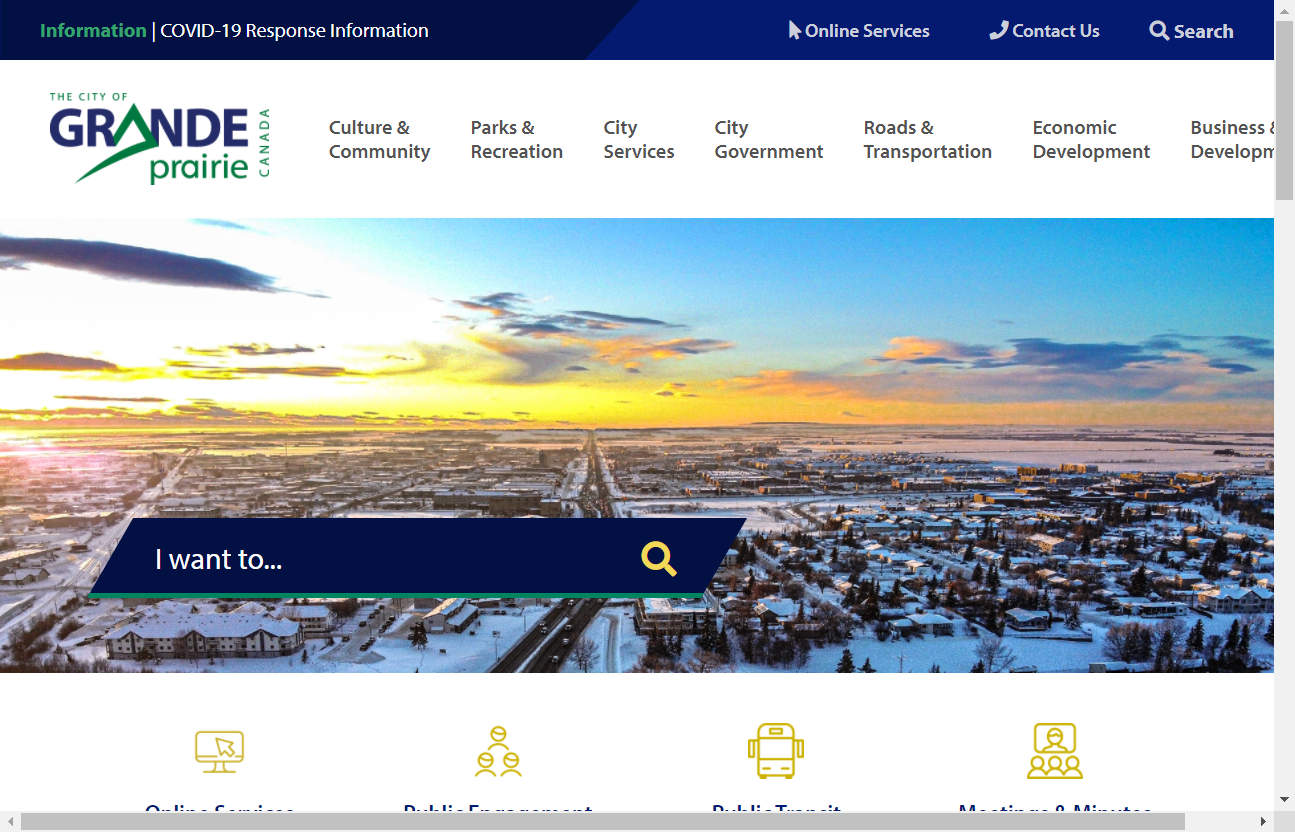 Information | COVID-19 Response Information
Online Services
Contact Us
Search
THE CITY OF
GRANDE
prairie
CANADA
Culture &
Community
Parks &
Recreation
City
Services
City
Government
Roads &
Transportation
Economic
Development
Business &
Developm
I want to...
Online Services
Public Engagement
Public Transit
Meetings & Minutes